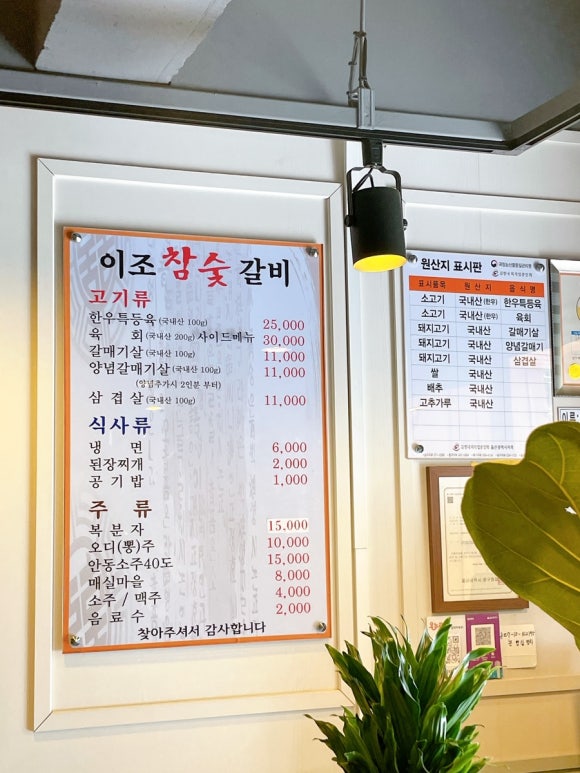 이조 참숯 갈비
고기류
한우특등육 (국내산 100g) 25,000
육 회 (국내산 200g) 사이드메뉴 30,000
갈매기살 (국내산 100g) 11,000
양념갈매기살 (국내산 100g) 11,000
(양념추가시 2인분 부터)
삼겹살 (국내산 100g) 11,000
식사류
냉 면 6,000
된장찌개 2,000
공기밥 1,000
주 류
복분자 15.000
오디(뽕)주 10,000
안동소주40도 15,000
매실마을 8,000
소주 / 맥주 4,000
음료수 2,000
찾아주셔서 감사합니다
원산지 표시판
표시품목 원산지 음식명
소고기 국내산(한우) 한우특등육
소고기 국내산(한우) 육회
돼지고기 국내산 갈매기살
돼지고기 국내산 양념갈매기
돼지고기 국내산 삼겹살
쌀 국내산
배추 국내산
고추가루 국내산